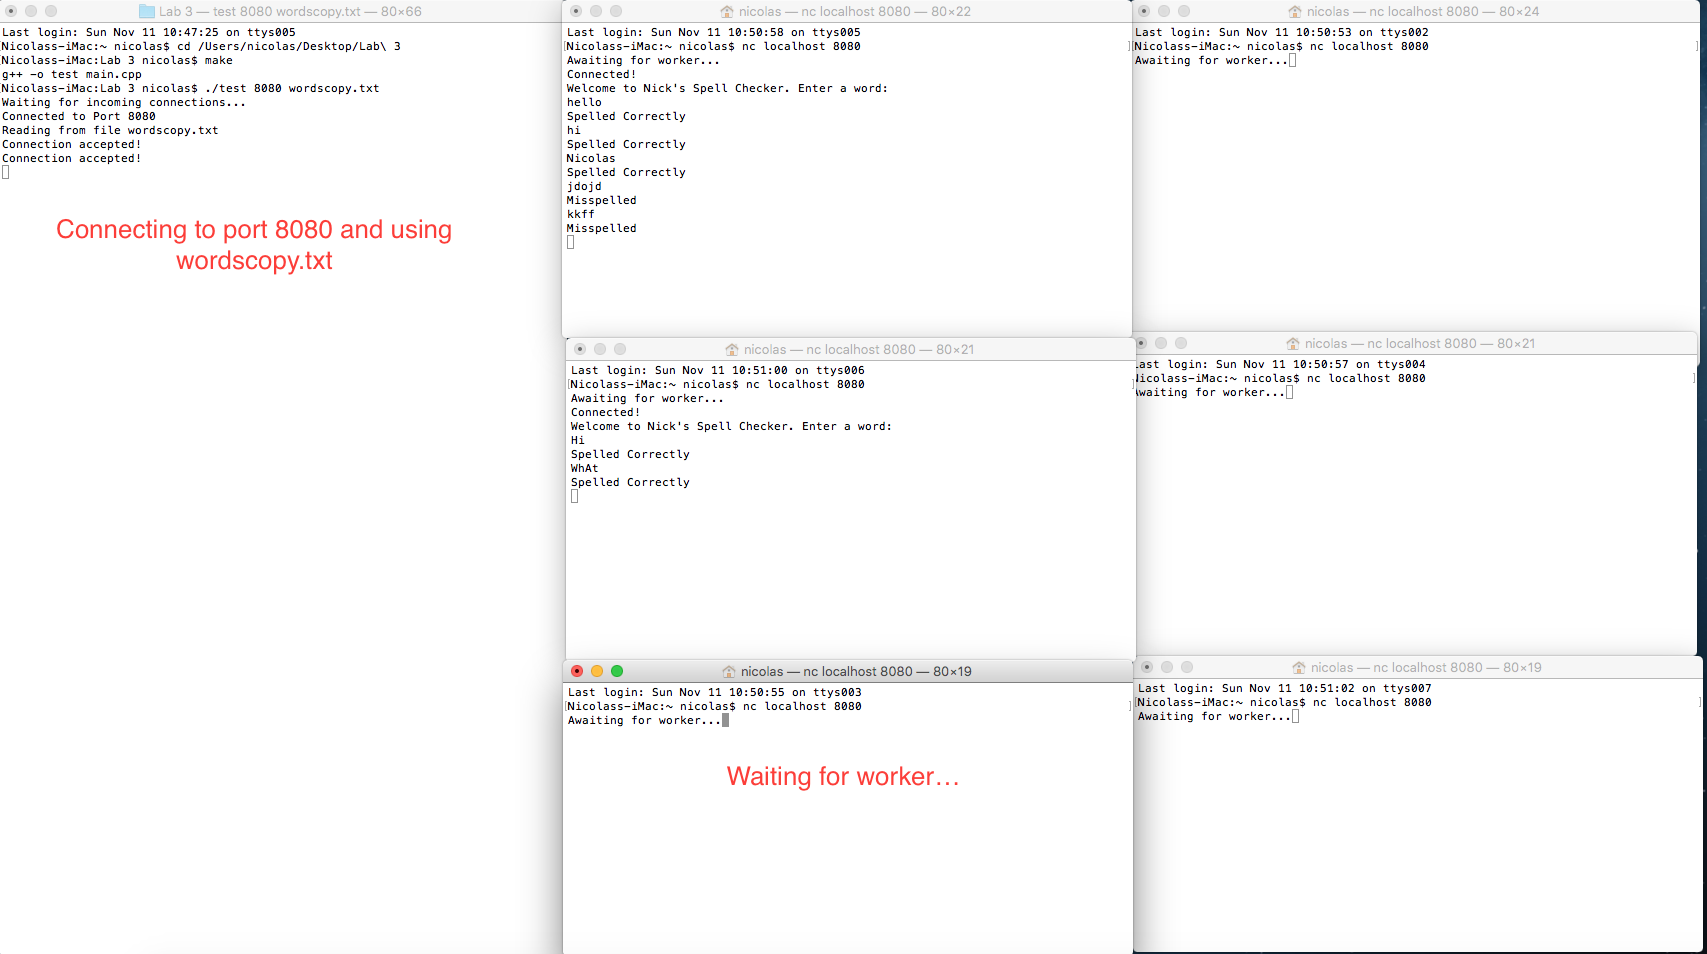 Lab 3 — test 8080 wordscopy.txt — 80×66
Last login: Sun Nov 11 10:47:25 on ttys005
[Nicolass-iMac:~ nicolas$ cd /Users/nicolas/Desktop/Lab\ 3
[Nicolass-iMac:Lab 3 nicolas$ make
g++ -o test main.cpp
[Nicolass-iMac:Lab 3 nicolas$ ./test 8080 wordscopy.txt
Waiting for incoming connections...
Connected to Port 8080
Reading from file wordscopy.txt
Connection accepted!
Connection accepted!
Connecting to port 8080 and using
wordscopy.txt
nicolas — nc localhost 8080 — 80×22
Last login: Sun Nov 11 10:50:58 on ttys005
[Nicolass-iMac:~ nicolas$ nc localhost 8080 ]
Awaiting for worker...
Connected!
Welcome to Nick's Spell Checker. Enter a word:
hello
Spelled Correctly
hi
Spelled Correctly
Nicolas
Spelled Correctly
jdojd
Misspelled
kkff
Misspelled
nicolas — nc localhost 8080 — 80×21
Last login: Sun Nov 11 10:51:00 on ttys006
[Nicolass-iMac:~ nicolas$ nc localhost 8080 ]
Awaiting for worker...
Connected!
Welcome to Nick's Spell Checker. Enter a word:
Hi
Spelled Correctly
WhAt
Spelled Correctly
nicolas — nc localhost 8080 — 80×19
Last login: Sun Nov 11 10:50:55 on ttys003
[Nicolass-iMac:~ nicolas$ nc localhost 8080 ]
Awaiting for worker...
Waiting for worker…
nicolas — nc localhost 8080 — 80×24
Last login: Sun Nov 11 10:50:53 on ttys002
[Nicolass-iMac:~ nicolas$ nc localhost 8080 ]
Awaiting for worker...
nicolas — nc localhost 8080 — 80×21
Last login: Sun Nov 11 10:50:57 on ttys004
Nicolass-iMac:~ nicolas$ nc localhost 8080 ]
Awaiting for worker...
nicolas — nc localhost 8080 — 80×19
Last login: Sun Nov 11 10:51:02 on ttys007
[Nicolass-iMac:~ nicolas$ nc localhost 8080 ]
Awaiting for worker...